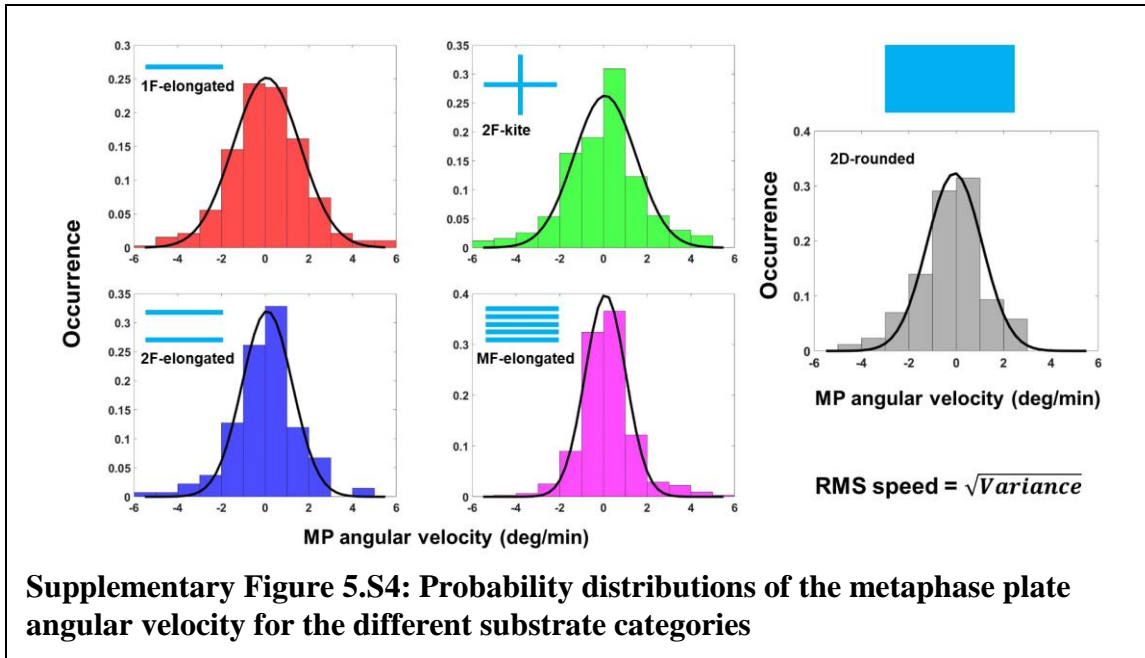 0.3
0.25
0.2
0.15
0.1
0.05
0
1F-elongated
-6 -4 -2 0 2 4 6
0.35
0.3
0.25
0.2
0.15
0.1
0.05
0
2F-kite
-6 -4 -2 0 2 4 6
0.35
0.3
0.25
0.2
0.15
0.1
0.05
0
2F-elongated
-6 -4 -2 0 2 4 6
0.4
0.3
0.2
0.1
0
MF-elongated
-6 -4 -2 0 2 4 6
Occurrence
MP angular velocity (deg/min)
0.4
0.3
0.2
0.1
0
2D-rounded
-6 -4 -2 0 2 4 6
Occurrence
MP angular velocity (deg/min)
RMS speed = √Variance
Supplementary Figure 5.S4: Probability distributions of the metaphase plate
angular velocity for the different substrate categories